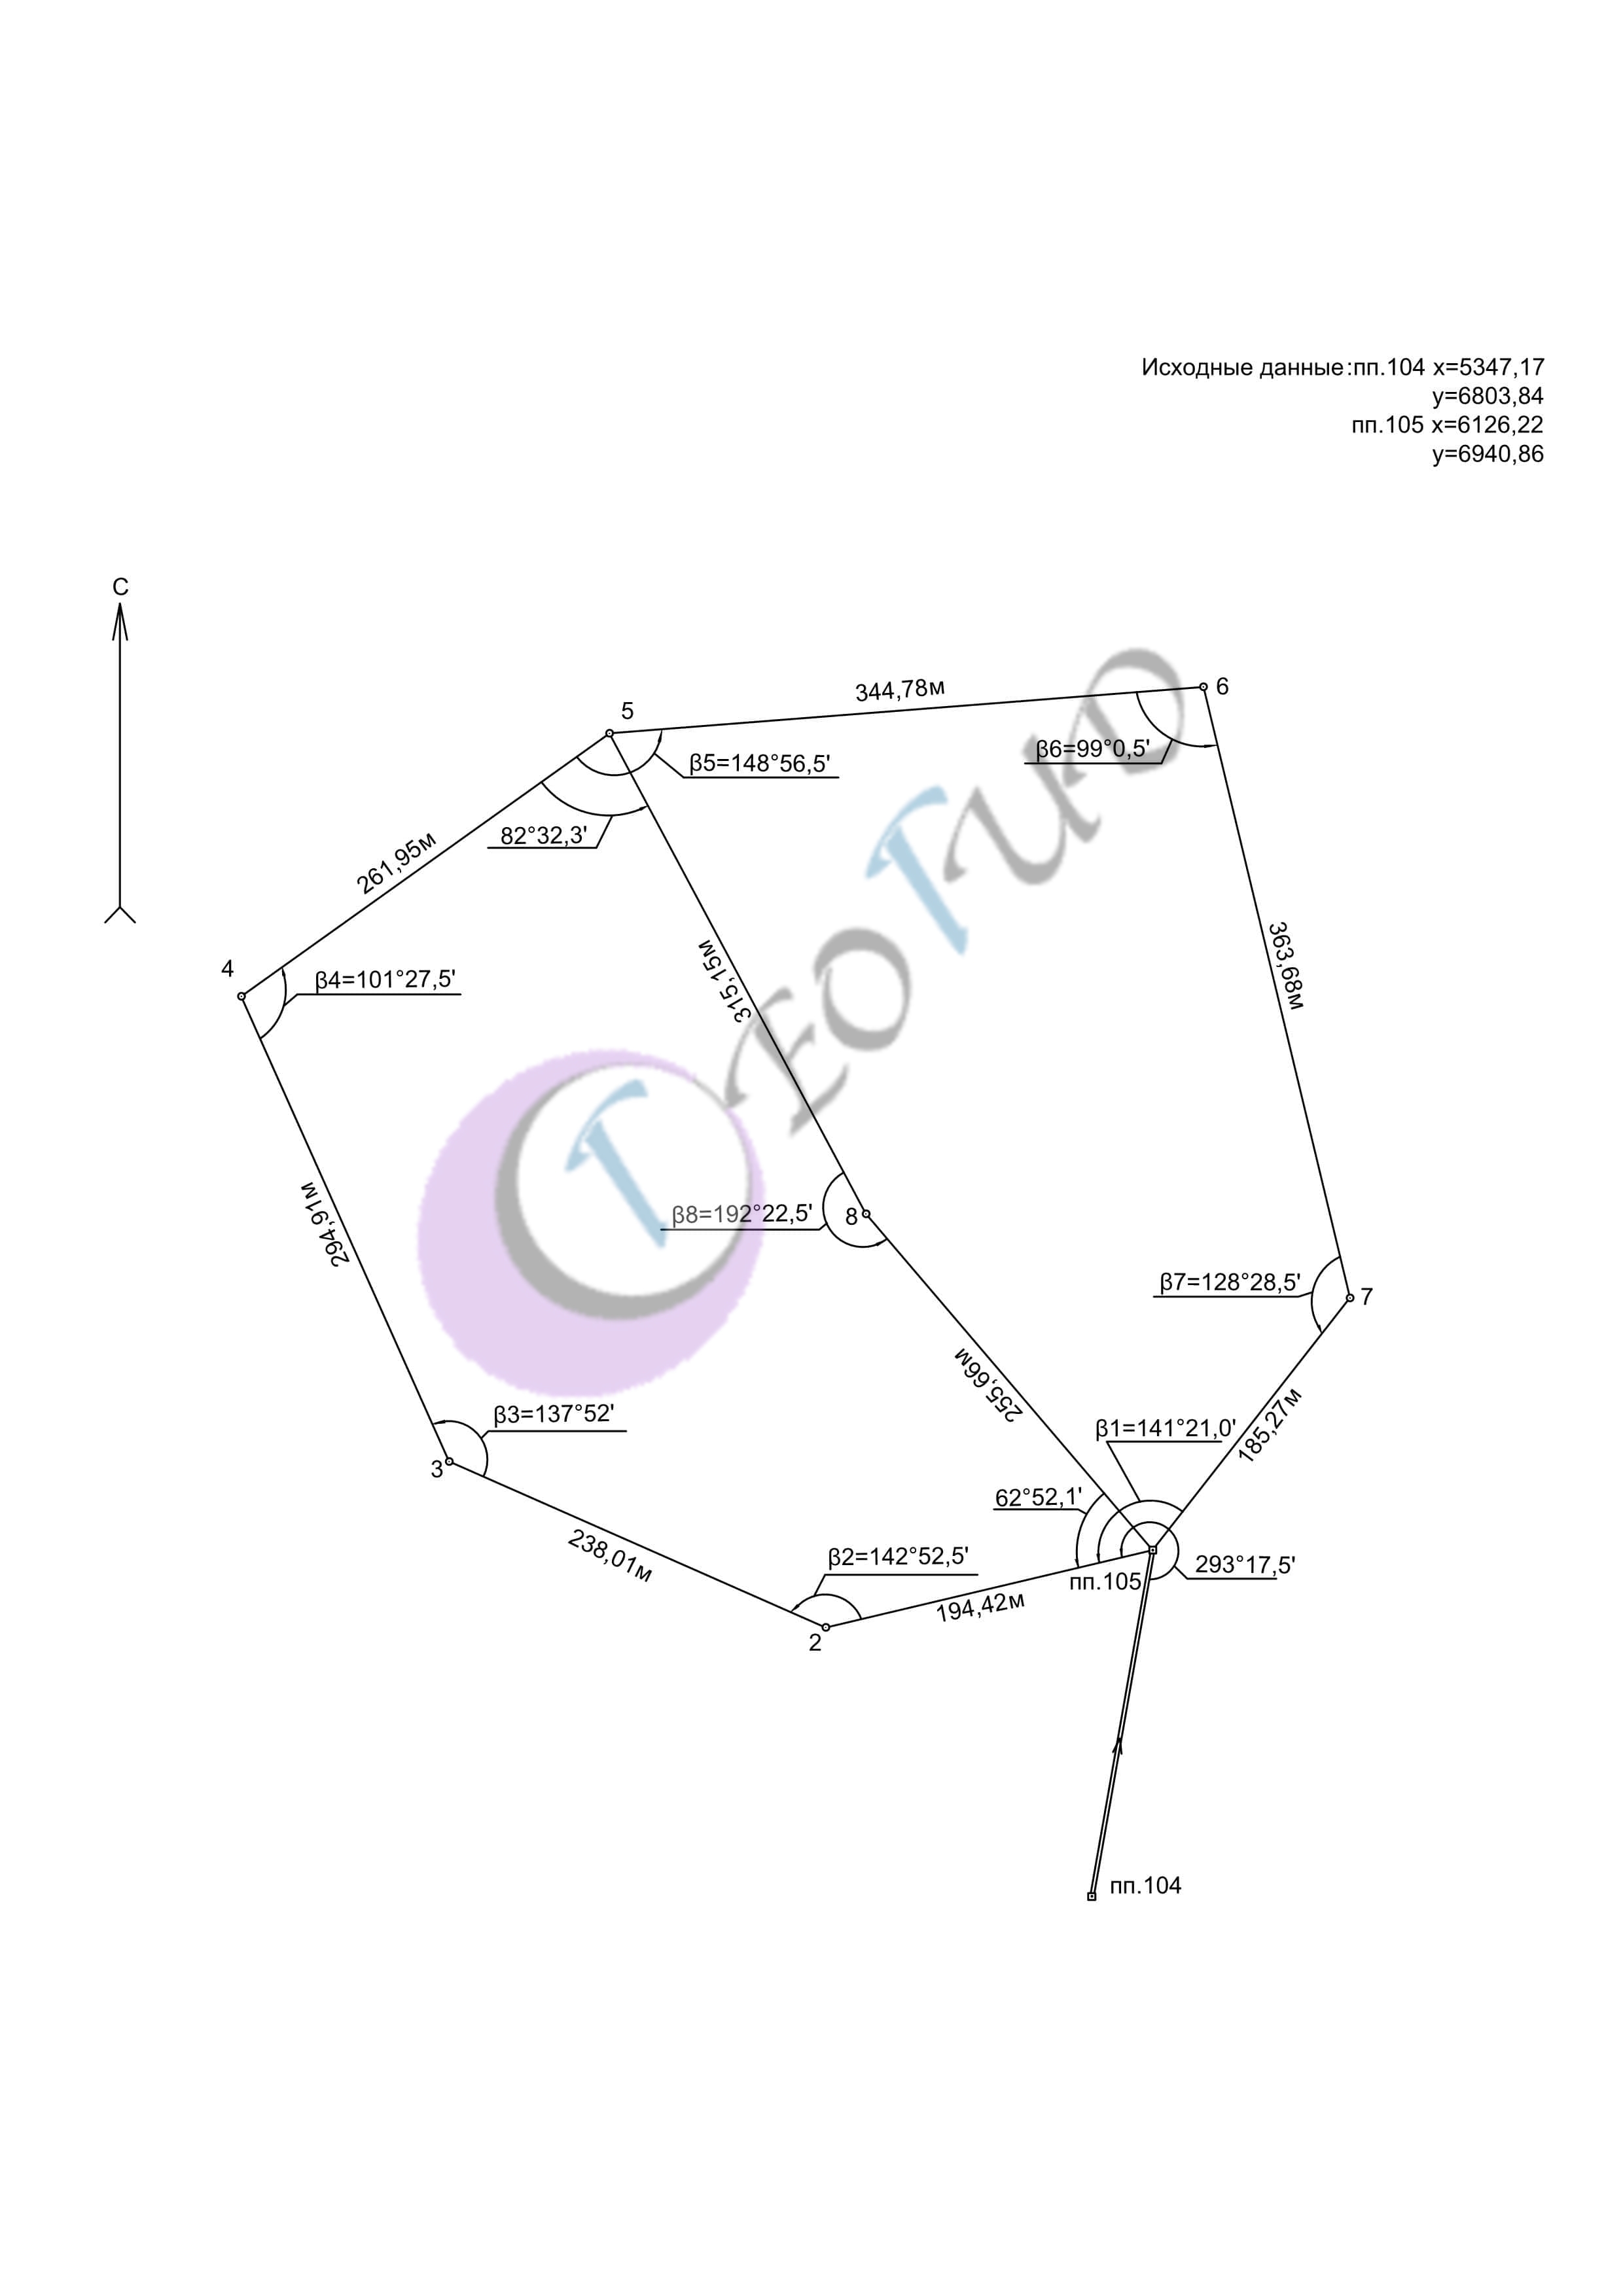 Исходные данные:пп.104 x=5347,17
y=6803,84
пп.105 x=6126,22
y=6940,86
С
5
344,78м
6
β5=148°56,5'
β6=99°0,5'
82°32,3'
261,95м
4
β4=101°27,5'
315,15м
363,68м
ГеоГид
Г
294,91м
β8=192°22,5'
8
β7=128°28,5'
7
255,66м
β3=137°52'
3
β1=141°21,0'
185,27м
62°52,1'
238,01м
β2=142°52,5'
293°17,5'
пп.105
194,42м
2
пп.104